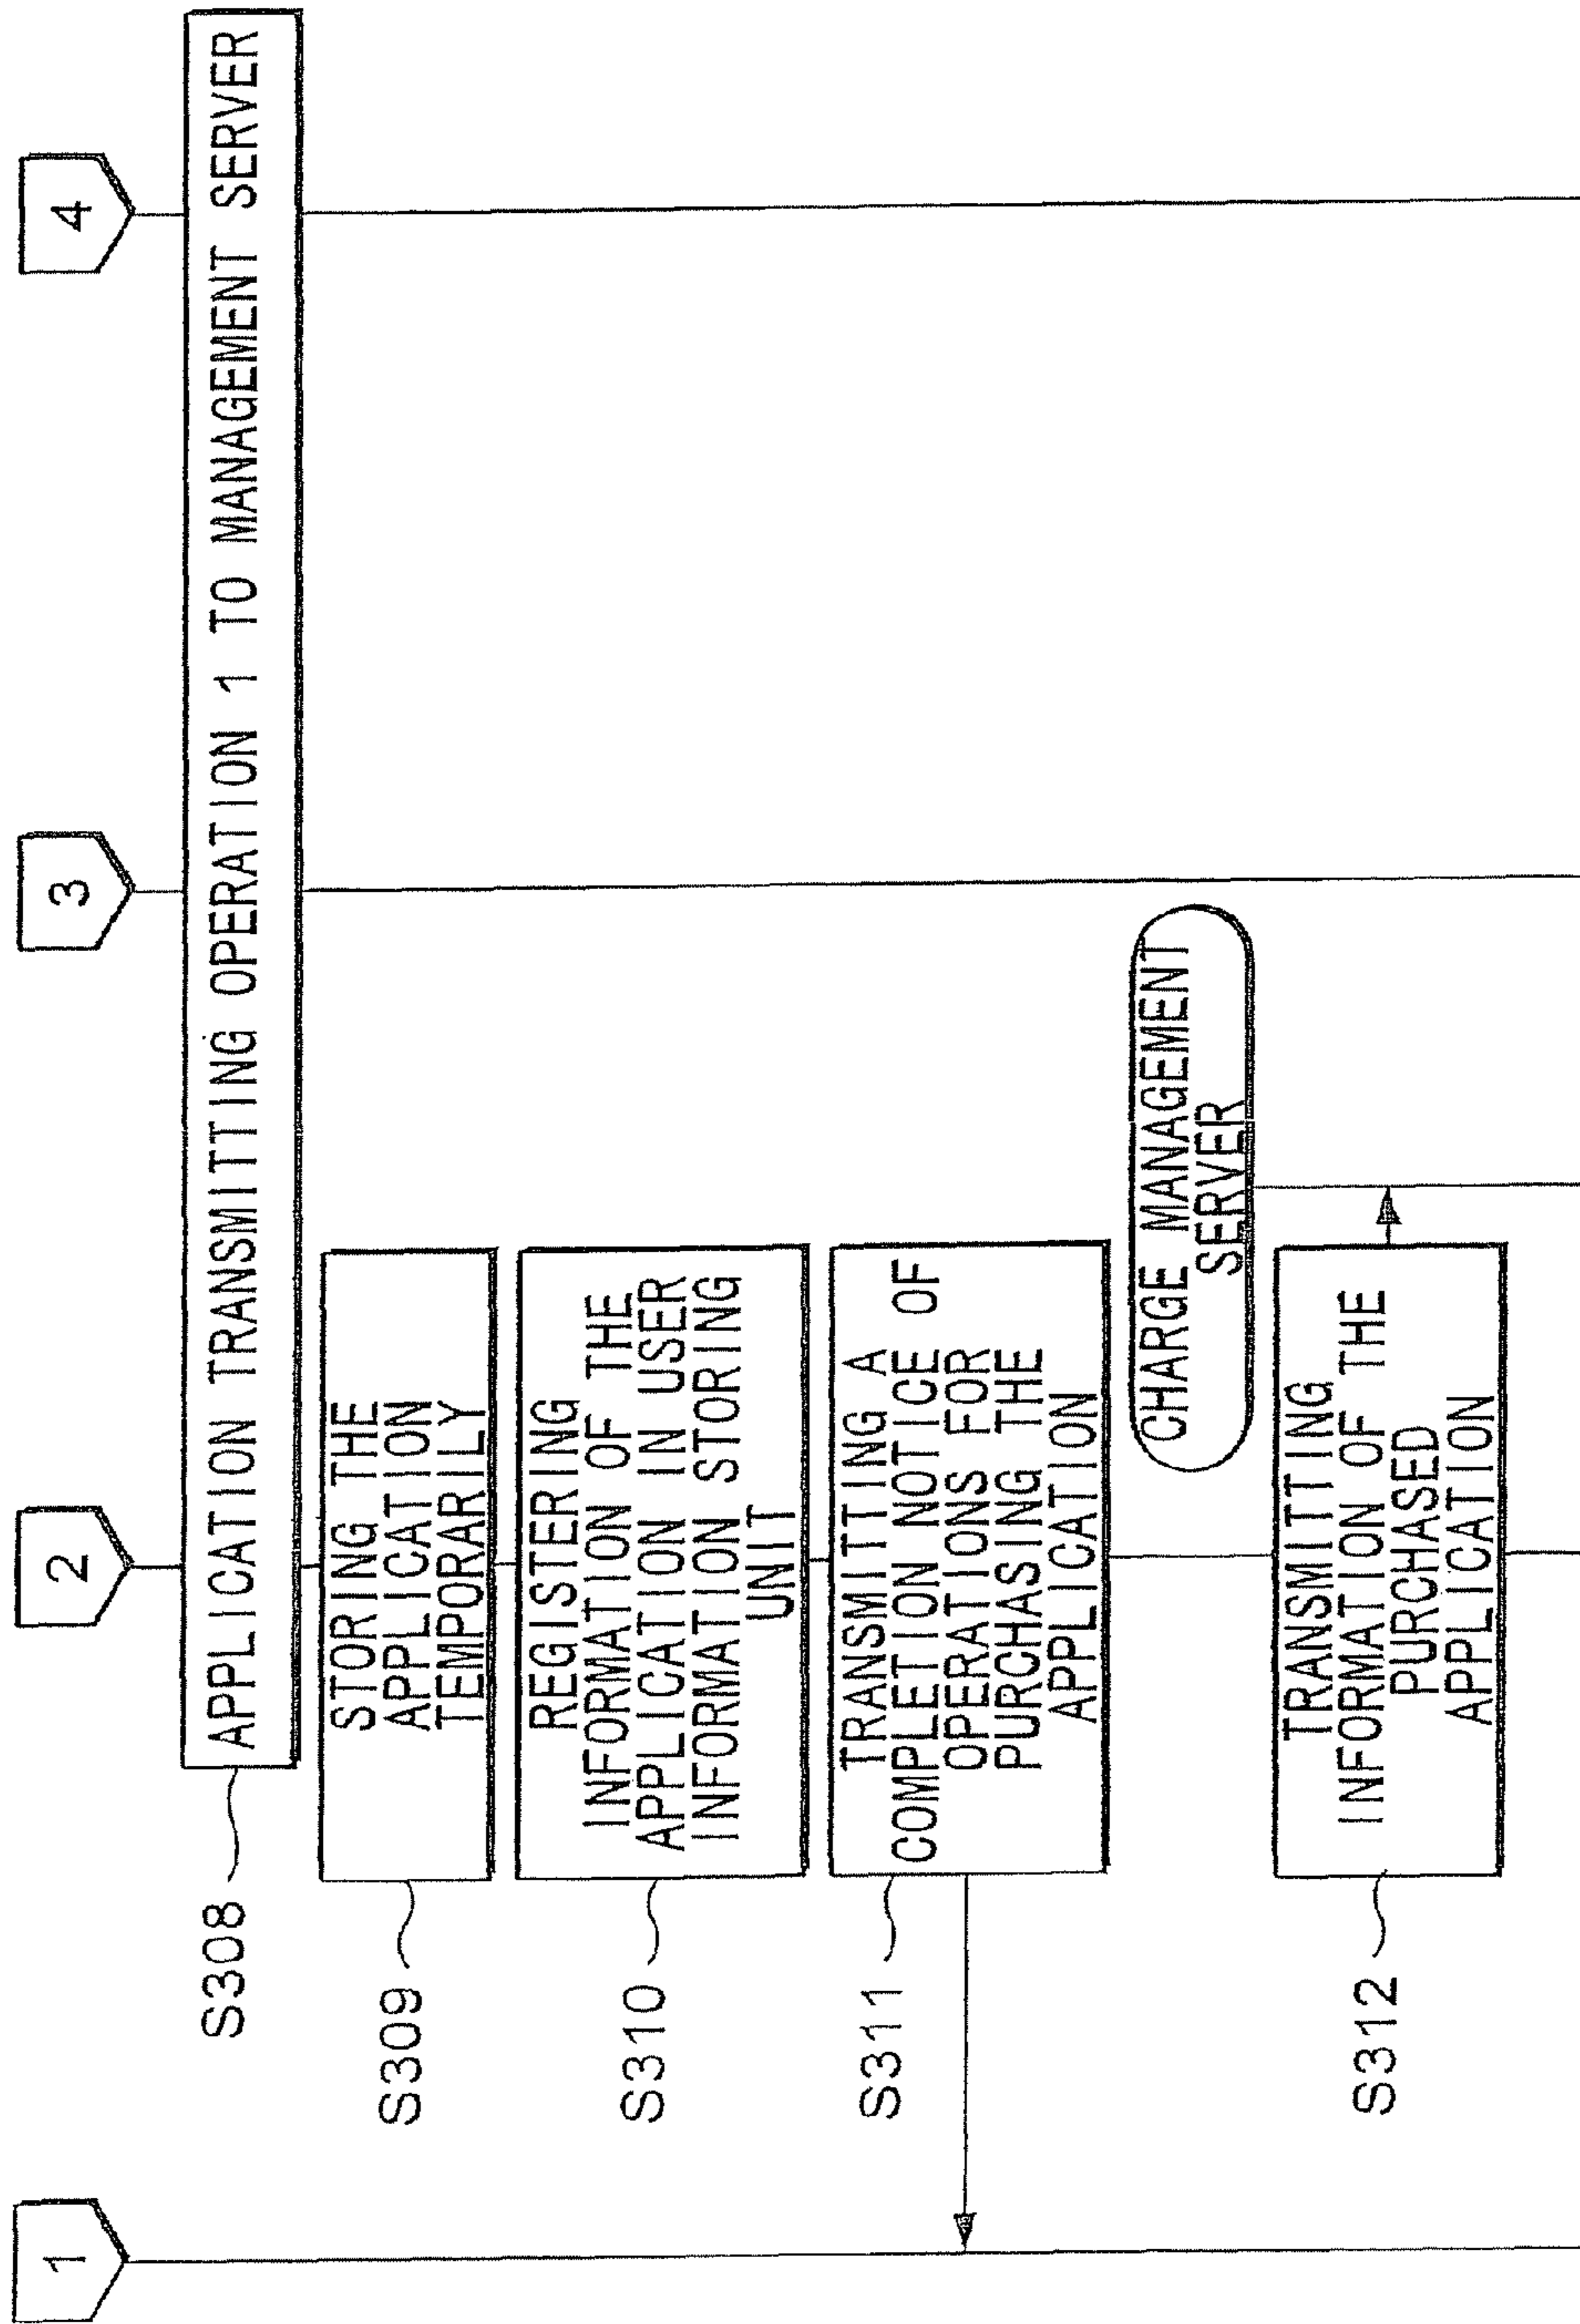 1
2
3
4
S308
APPLICATION TRANSMITTING OPERATION 1 TO MANAGEMENT SERVER
S309
STORING THE
APPLICATION
TEMPORARILY
S310
REGISTERING
INFORMATION OF THE
APPLICATION IN USER
INFORMATION STORING
UNIT
S311
TRANSMITTING A
COMPLETION NOTICE OF
OPERATIONS FOR
PURCHASING THE
APPLICATION
CHARGE MANAGEMENT
SERVER
S312
TRANSMITTING
INFORMATION OF THE
PURCHASED
APPLICATION